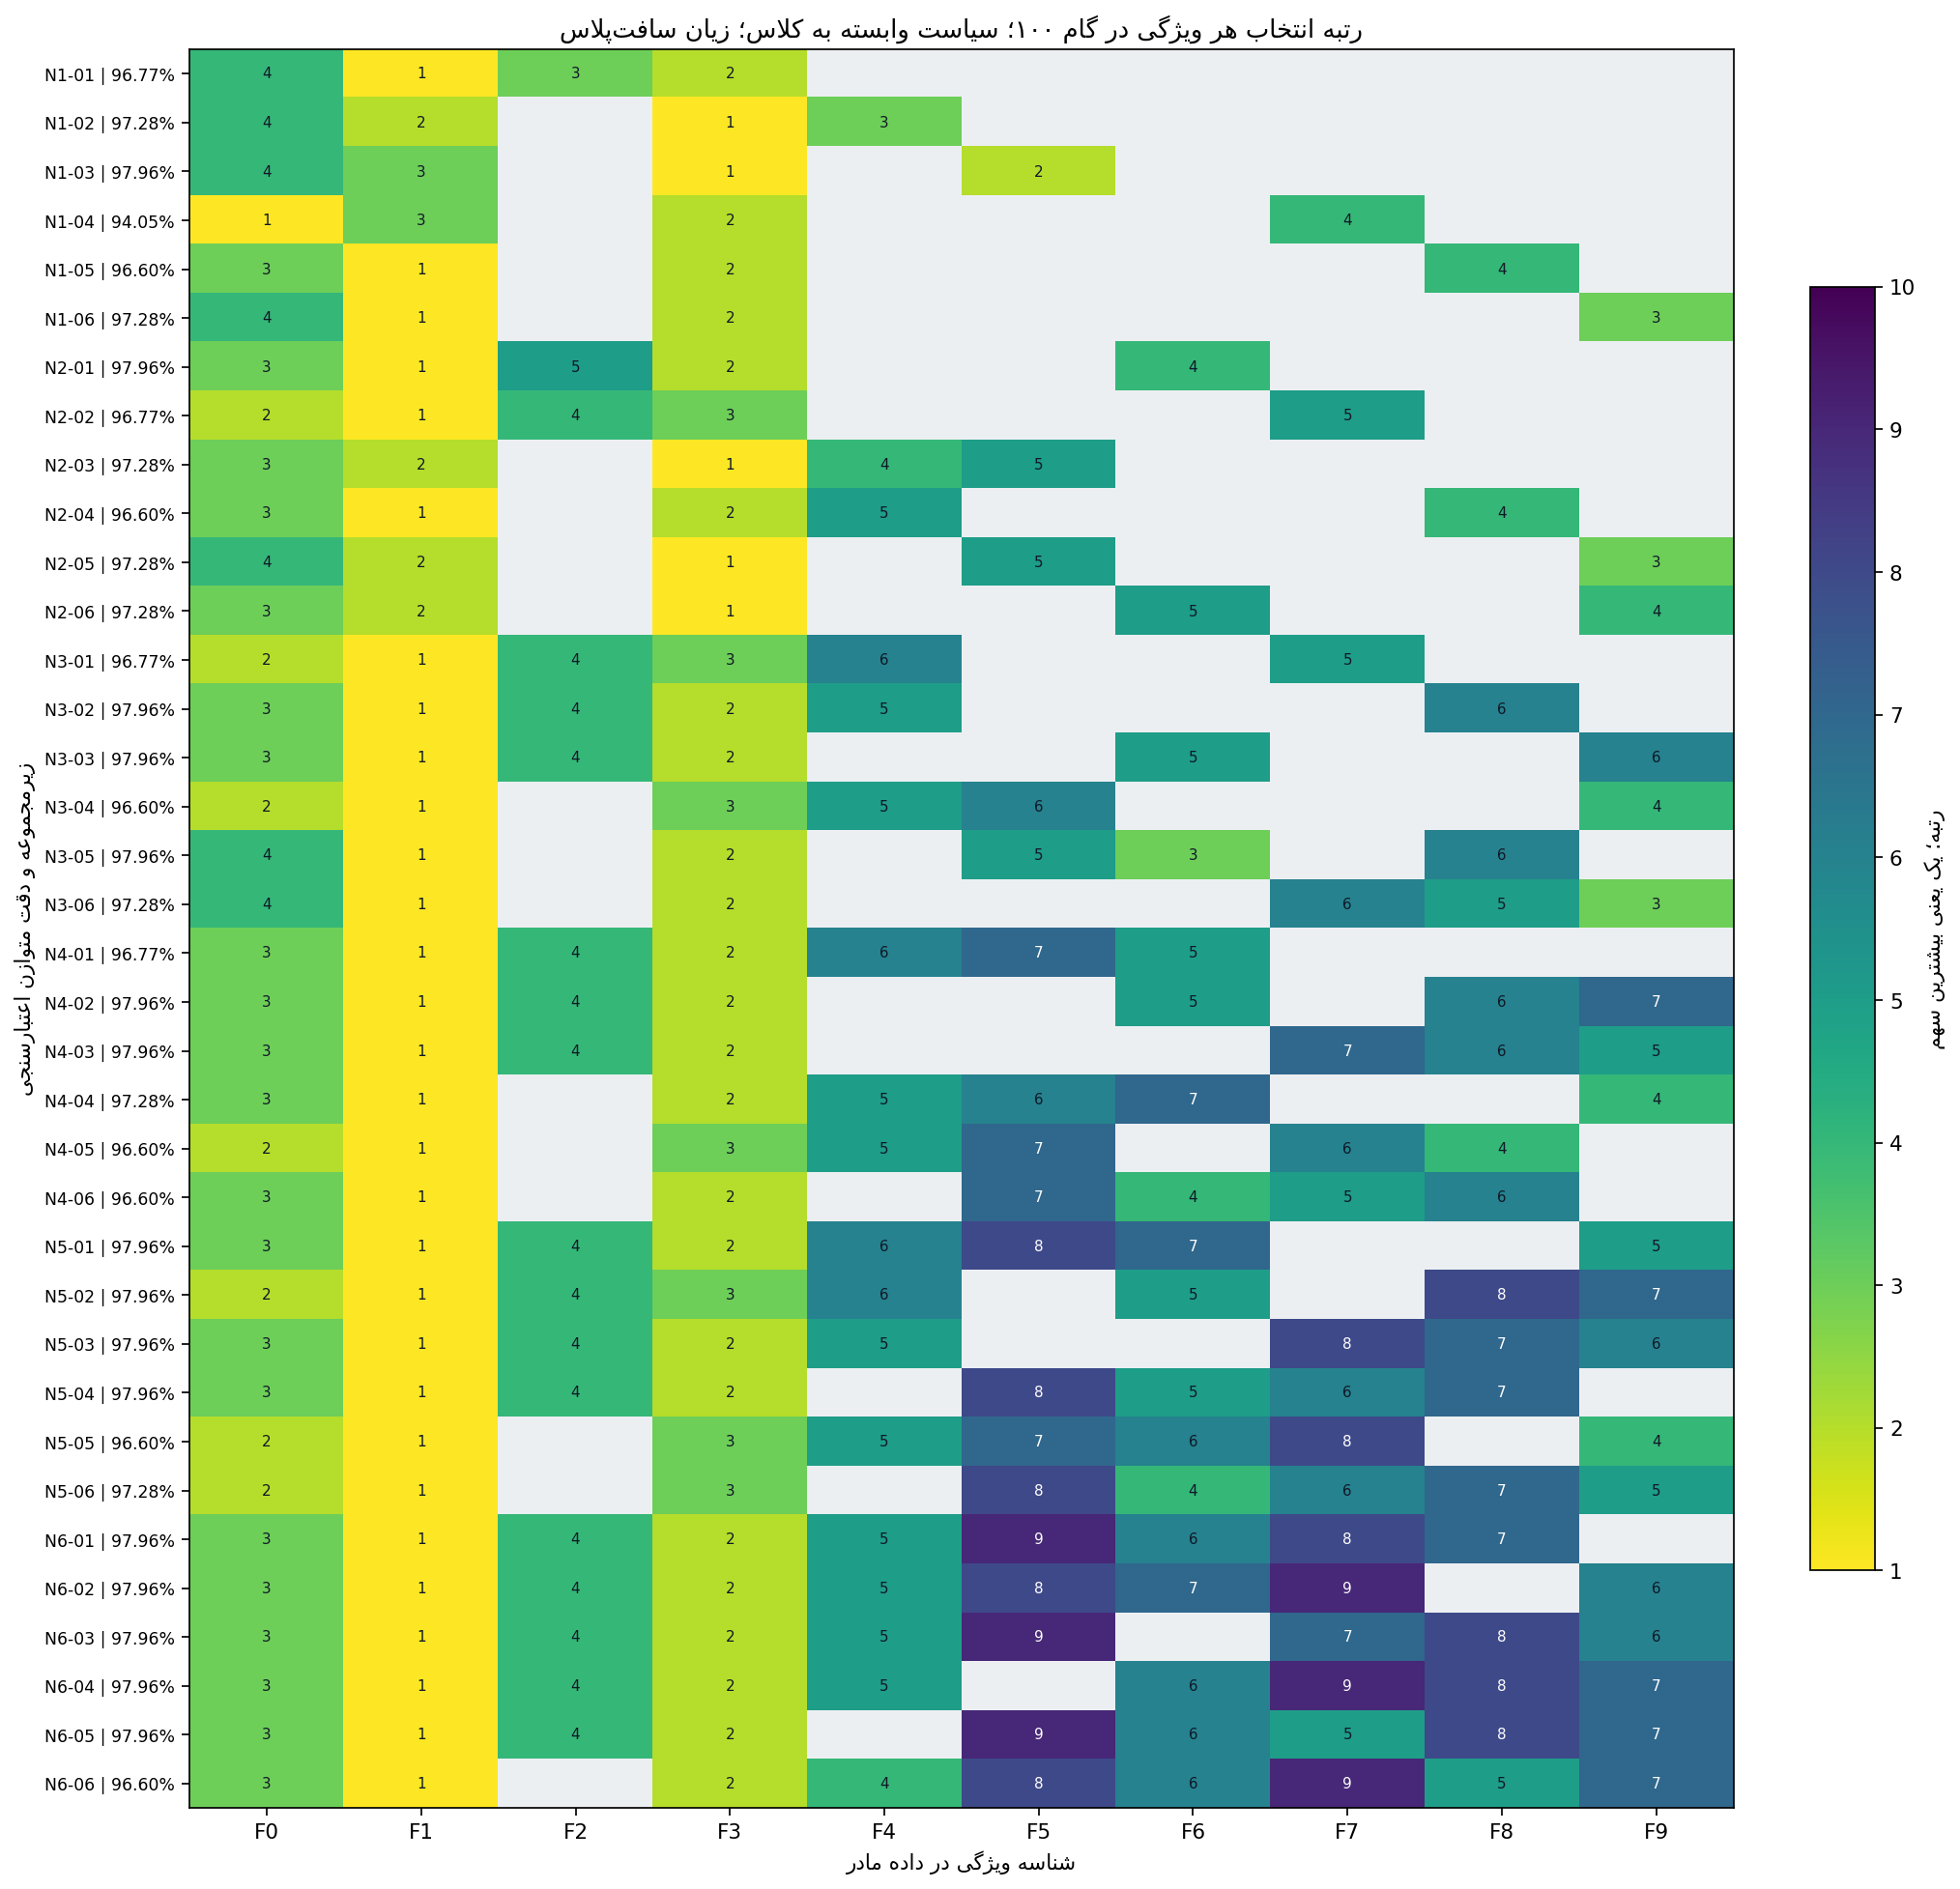 رتبه انتخاب هر ویژگی در گام ۱۰۰؛ سیاست وابسته به کلاس؛ زیان سافت‌پلاس
زیرمجموعه و دقت متوازن اعتبارسنجی
N1-01 | 96.77% 4 1 3 2
N1-02 | 97.28% 4 2 1 3
N1-03 | 97.96% 4 3 1 2
N1-04 | 94.05% 1 3 2 4
N1-05 | 96.60% 3 1 2 4
N1-06 | 97.28% 4 1 2 3
N2-01 | 97.96% 3 1 5 2 4
N2-02 | 96.77% 2 1 4 3 5
N2-03 | 97.28% 3 2 1 4 5
N2-04 | 96.60% 3 1 2 5 4
N2-05 | 97.28% 4 2 1 5 3
N2-06 | 97.28% 3 2 1 5 4
N3-01 | 96.77% 2 1 4 3 6 5
N3-02 | 97.96% 3 1 4 2 5 6
N3-03 | 97.96% 3 1 4 2 5 6
N3-04 | 96.60% 2 1 3 5 6 4
N3-05 | 97.96% 4 1 2 5 3 6
N3-06 | 97.28% 4 1 2 6 5 3
N4-01 | 96.77% 3 1 4 2 6 7 5
N4-02 | 97.96% 3 1 4 2 5 6 7
N4-03 | 97.96% 3 1 4 2 7 6 5
N4-04 | 97.28% 3 1 2 5 6 7 4
N4-05 | 96.60% 2 1 3 5 7 6 4
N4-06 | 96.60% 3 1 2 7 4 5 6
N5-01 | 97.96% 3 1 4 2 6 8 7 5
N5-02 | 97.96% 2 1 4 3 6 5 8 7
N5-03 | 97.96% 3 1 4 2 5 8 7 6
N5-04 | 97.96% 3 1 4 2 8 5 6 7
N5-05 | 96.60% 2 1 3 5 7 6 8 4
N5-06 | 97.28% 2 1 3 8 4 6 7 5
N6-01 | 97.96% 3 1 4 2 5 9 6 8 7
N6-02 | 97.96% 3 1 4 2 5 8 7 9 6
N6-03 | 97.96% 3 1 4 2 5 9 7 8 6
N6-04 | 97.96% 3 1 4 2 5 6 9 8 7
N6-05 | 97.96% 3 1 4 2 9 6 5 8 7
N6-06 | 96.60% 3 1 2 4 8 6 9 5 7
F0 F1 F2 F3 F4 F5 F6 F7 F8 F9
شناسه ویژگی در داده مادر
10
9
8
7
6
5
4
3
2
1
رتبه؛ یک یعنی بیشترین سهم